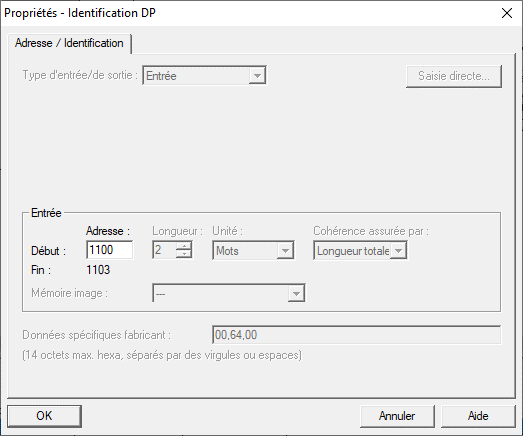 Propriétés - Identification DP
Adresse / Identification
Type d'entrée/de sortie : Entrée Saisie directe...
Entrée
Adresse : Longueur : Unité : Cohérence assurée par :
Début : 1100 2 Mots Longueur totale
Fin : 1103
Mémoire image : ---
Données spécifiques fabricant : 00,64,00
(14 octets max. hexa, séparés par des virgules ou espaces)
OK Annuler Aide